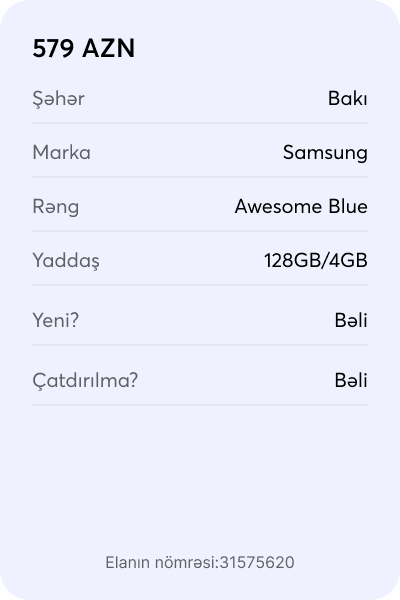 579 AZN
Şəhər Bakı
Marka Samsung
Rəng Awesome Blue
Yaddaş 128GB/4GB
Yeni? Bəli
Çatdırılma? Bəli
Elanın nömrəsi:31575620